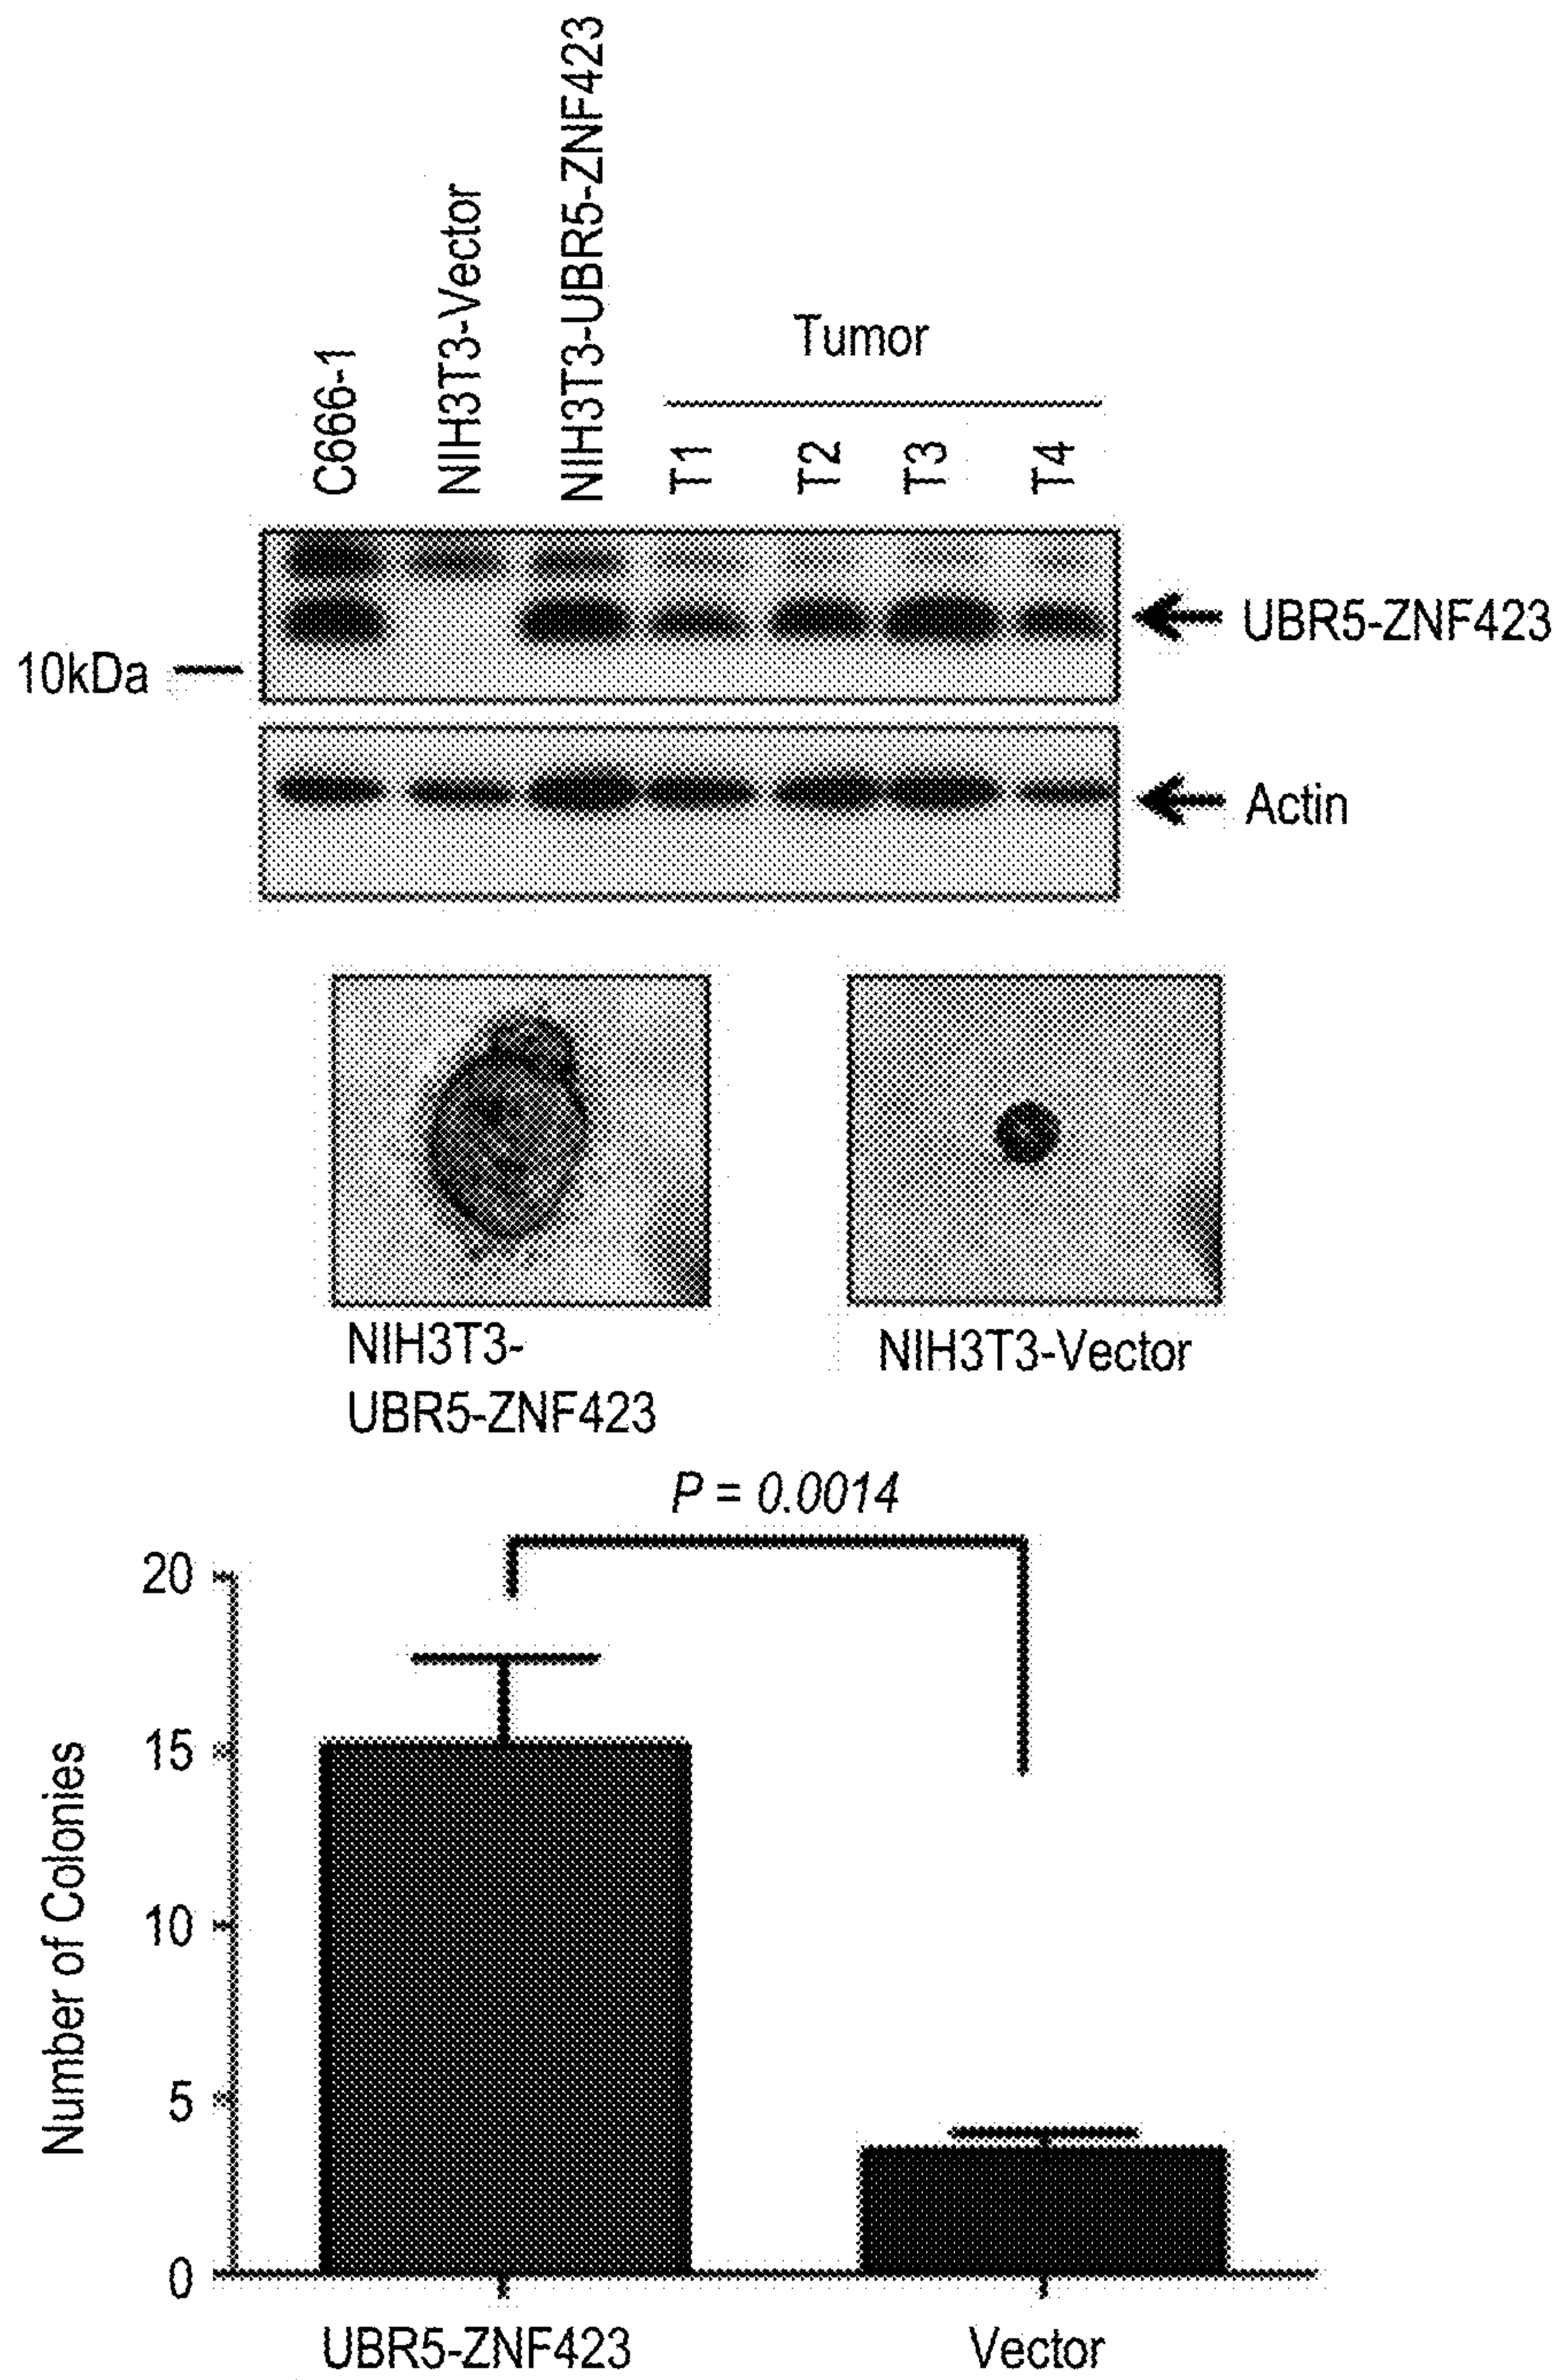 C666-1
NIH3T3-Vector
NIH3T3-UBR5-ZNF423
Tumor
T1
T2
T3
T4
UBR5-ZNF423
10kDa
Actin
NIH3T3-
UBR5-ZNF423
NIH3T3-Vector
P = 0.0014
Number of Colonies
20
15
10
5
0
UBR5-ZNF423
Vector